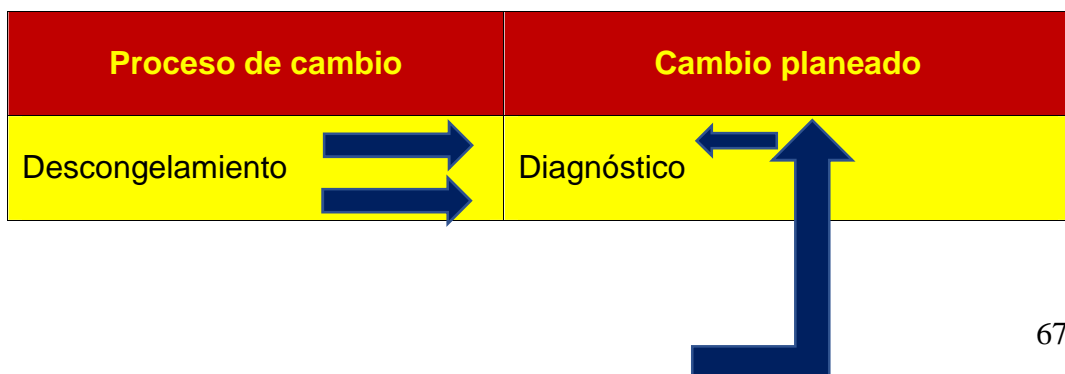 Proceso de cambio
Cambio planeado
Descongelamiento
Diagnóstico
67